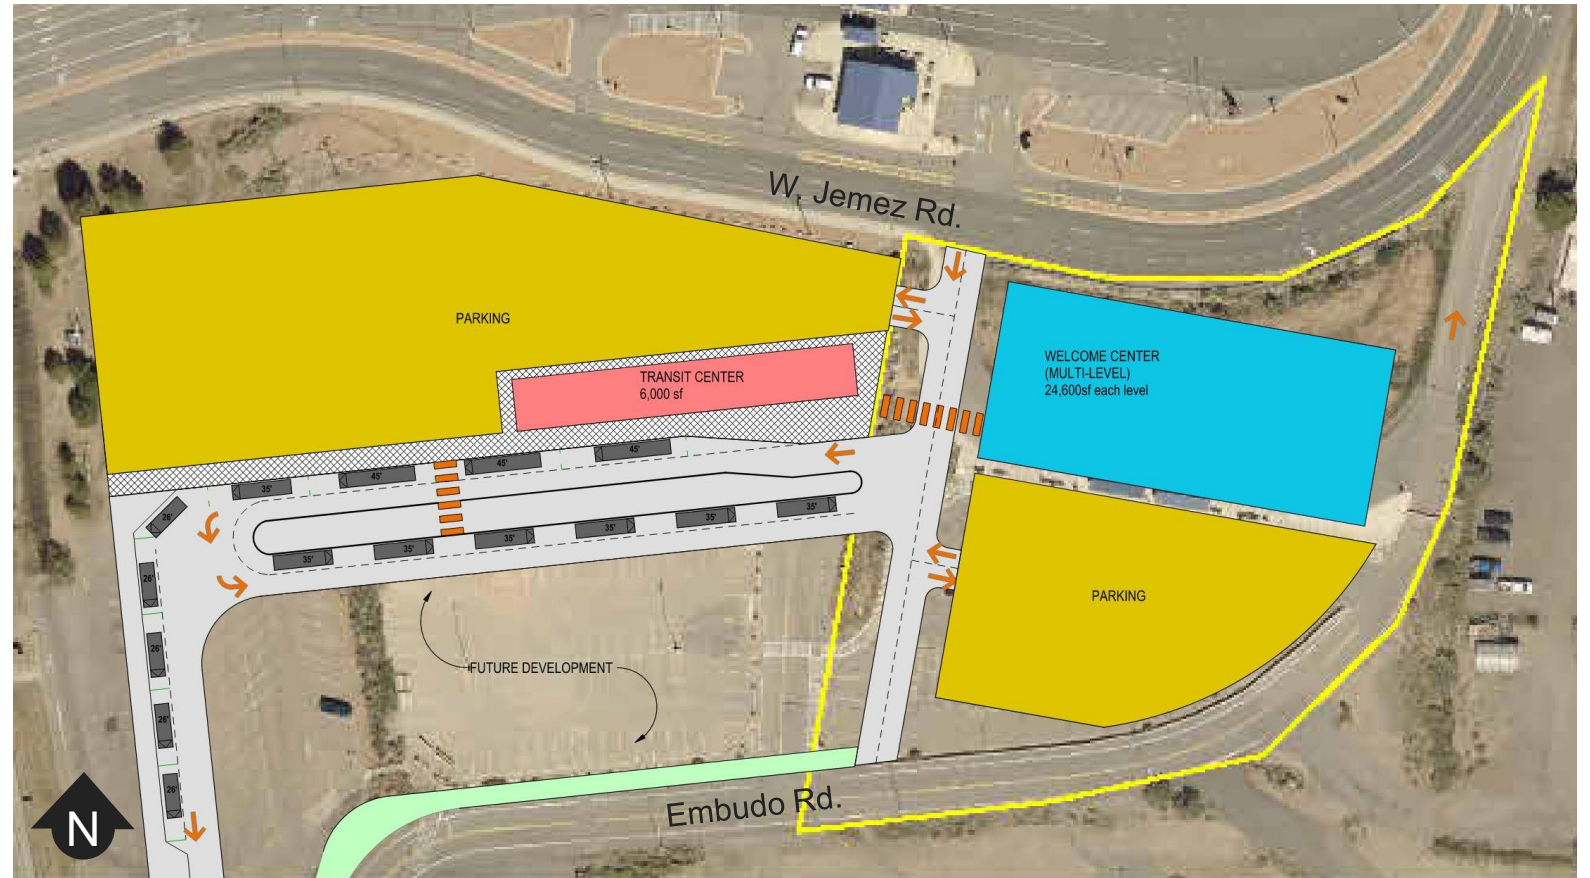 W. Jemez Rd.
PARKING
TRANSIT CENTER
6,000 sf
WELCOME CENTER
(MULTI-LEVEL)
24,600sf each level
35'
45'
45'
45'
26'
35'
35'
35'
35'
35'
35'
26'
26'
26'
26'
PARKING
FUTURE DEVELOPMENT
Embudo Rd.
N